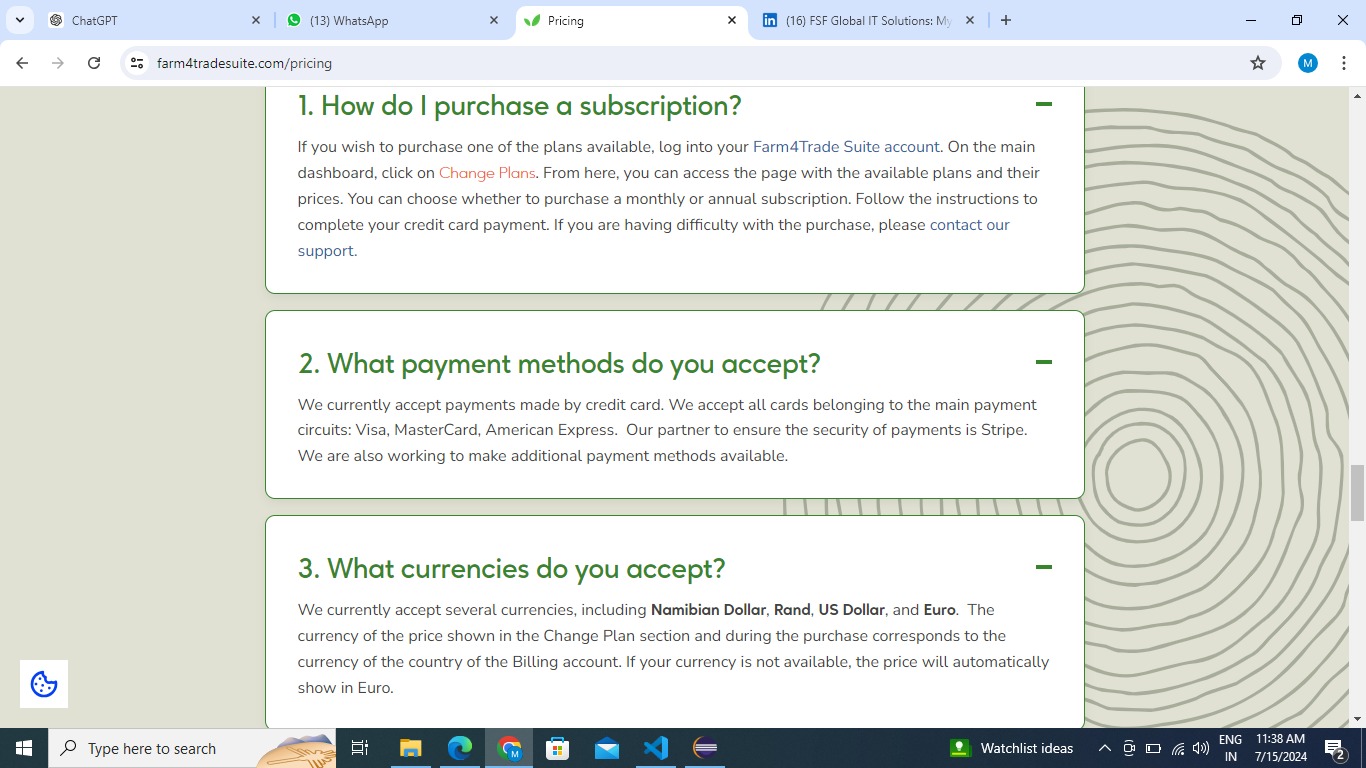 ChatGPT
(13) WhatsApp
Pricing
(16) FSF Global IT Solutions: My
farm4tradesuite.com/pricing
M
1. How do I purchase a subscription?
If you wish to purchase one of the plans available, log into your Farm4Trade Suite account. On the main
dashboard, click on Change Plans. From here, you can access the page with the available plans and their
prices. You can choose whether to purchase a monthly or annual subscription. Follow the instructions to
complete your credit card payment. If you are having difficulty with the purchase, please contact our
support.
2. What payment methods do you accept?
We currently accept payments made by credit card. We accept all cards belonging to the main payment
circuits: Visa, MasterCard, American Express.  Our partner to ensure the security of payments is Stripe.
We are also working to make additional payment methods available.
3. What currencies do you accept?
We currently accept several currencies, including Namibian Dollar, Rand, US Dollar, and Euro.  The
currency of the price shown in the Change Plan section and during the purchase corresponds to the
currency of the country of the Billing account. If your currency is not available, the price will automatically
show in Euro.
Type here to search
M
Watchlist ideas
ENG
IN
11:38 AM
7/15/2024
2